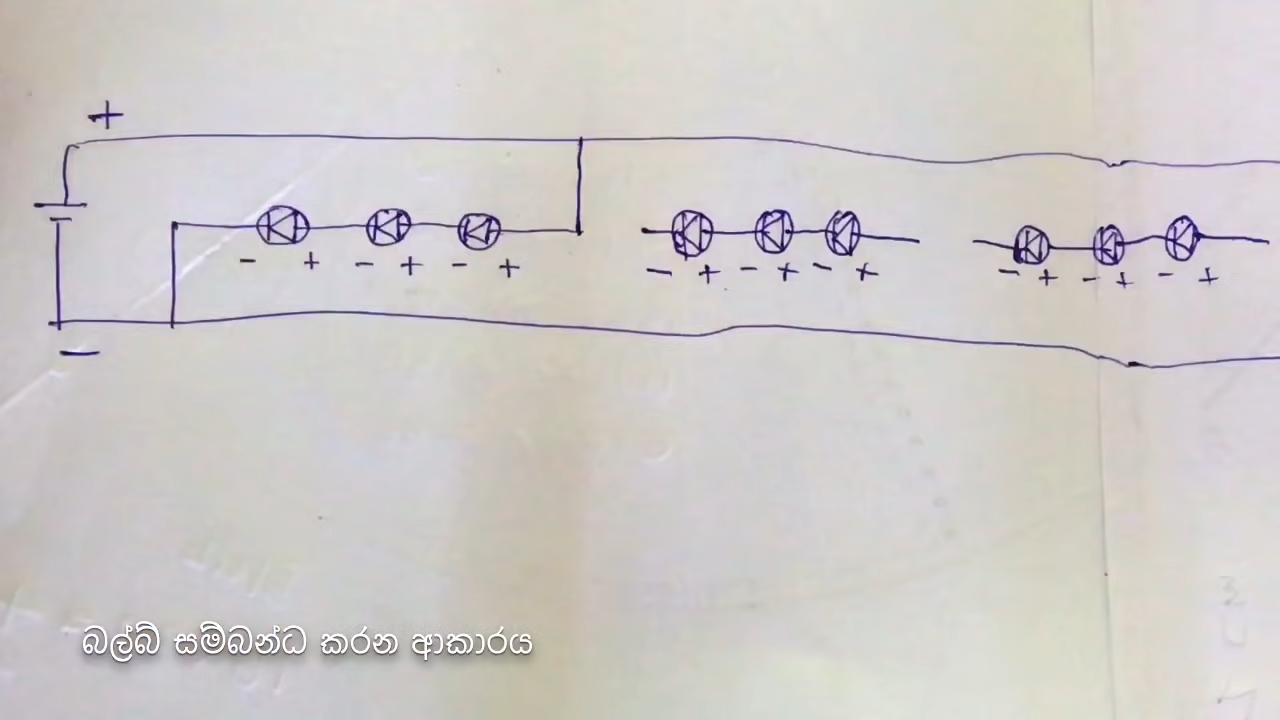 +
- + - + - +
- + - + - +
- + - + - +
–
බල්බ් සම්බන්ධ කරන ආකාරය